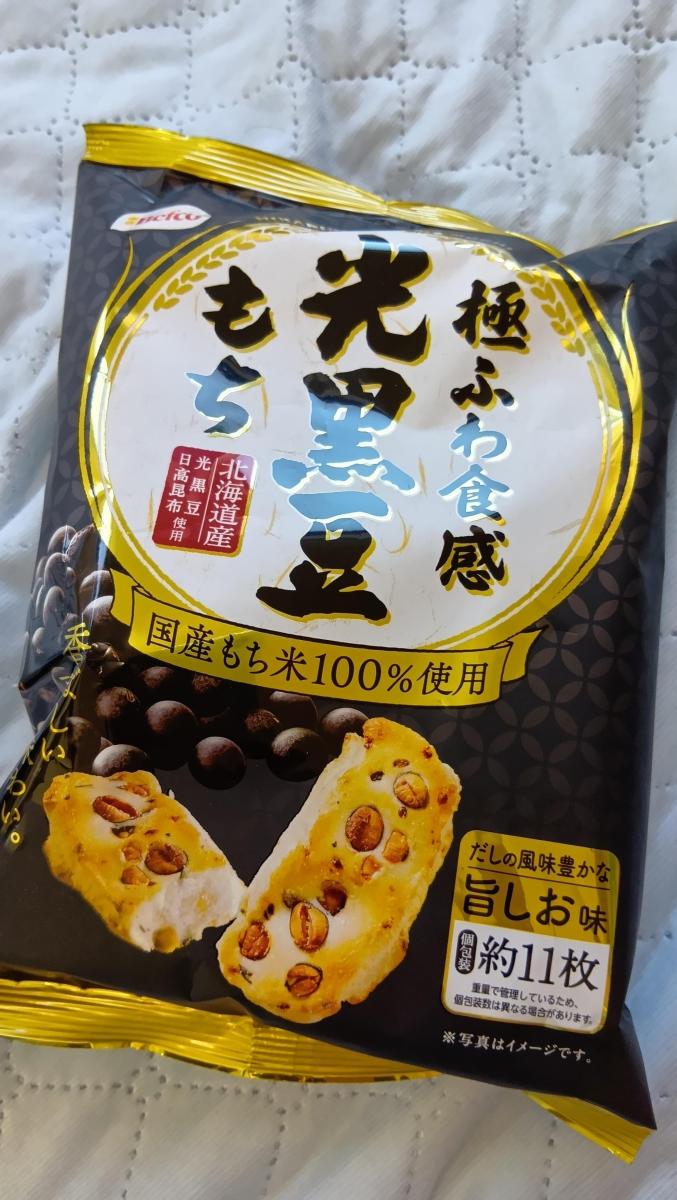 Befco
極ふわ食感
光黒豆
もち
北海道産
光黒豆
日高昆布使用
国産もち米100%使用
香ばしい
だしの風味豊かな
旨しお味
個包装
約11枚
重量で管理しているため、
個包装数は異なる場合があります。
※写真はイメージです。